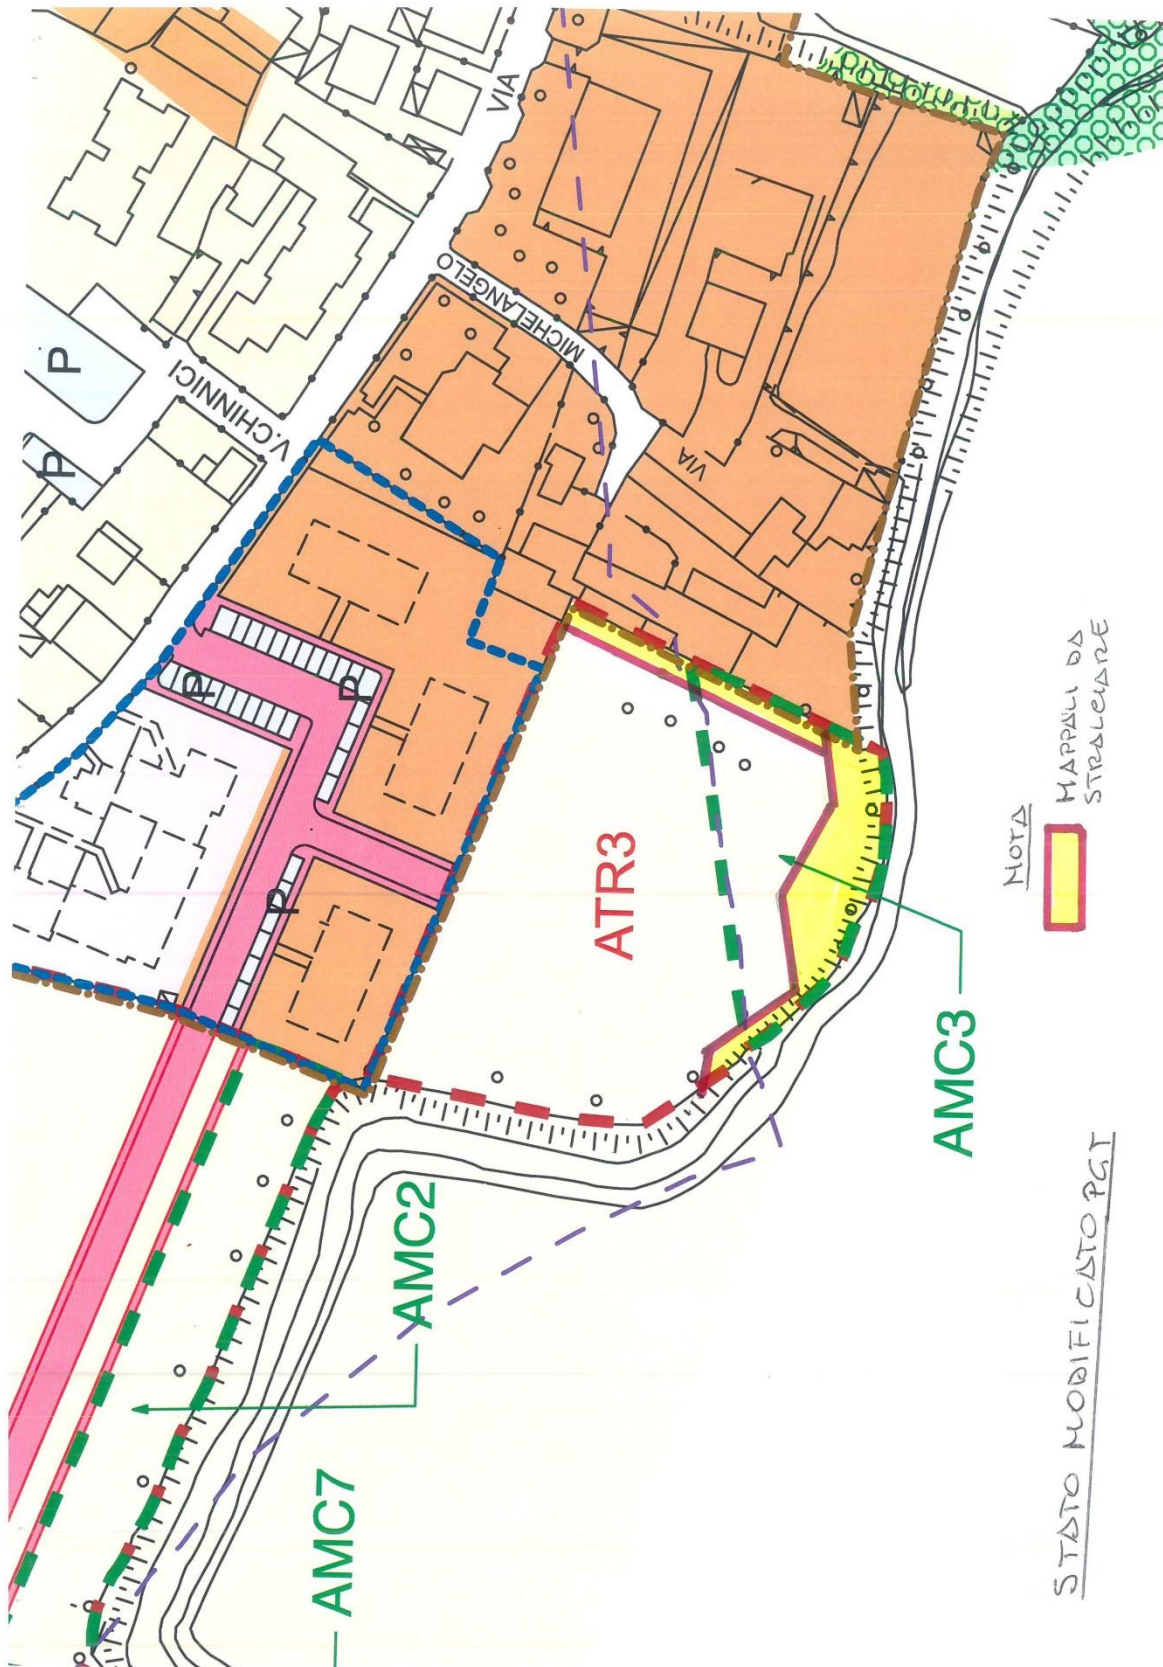 VIA
MICHELANGELO
VIA
V.CHINNICI
P
P
P
P
P
ATR3
AMC3
AMC2
AMC7
NOTA
MAPPALI DA
STRALCIARE
STATO MODIFICATO PGT